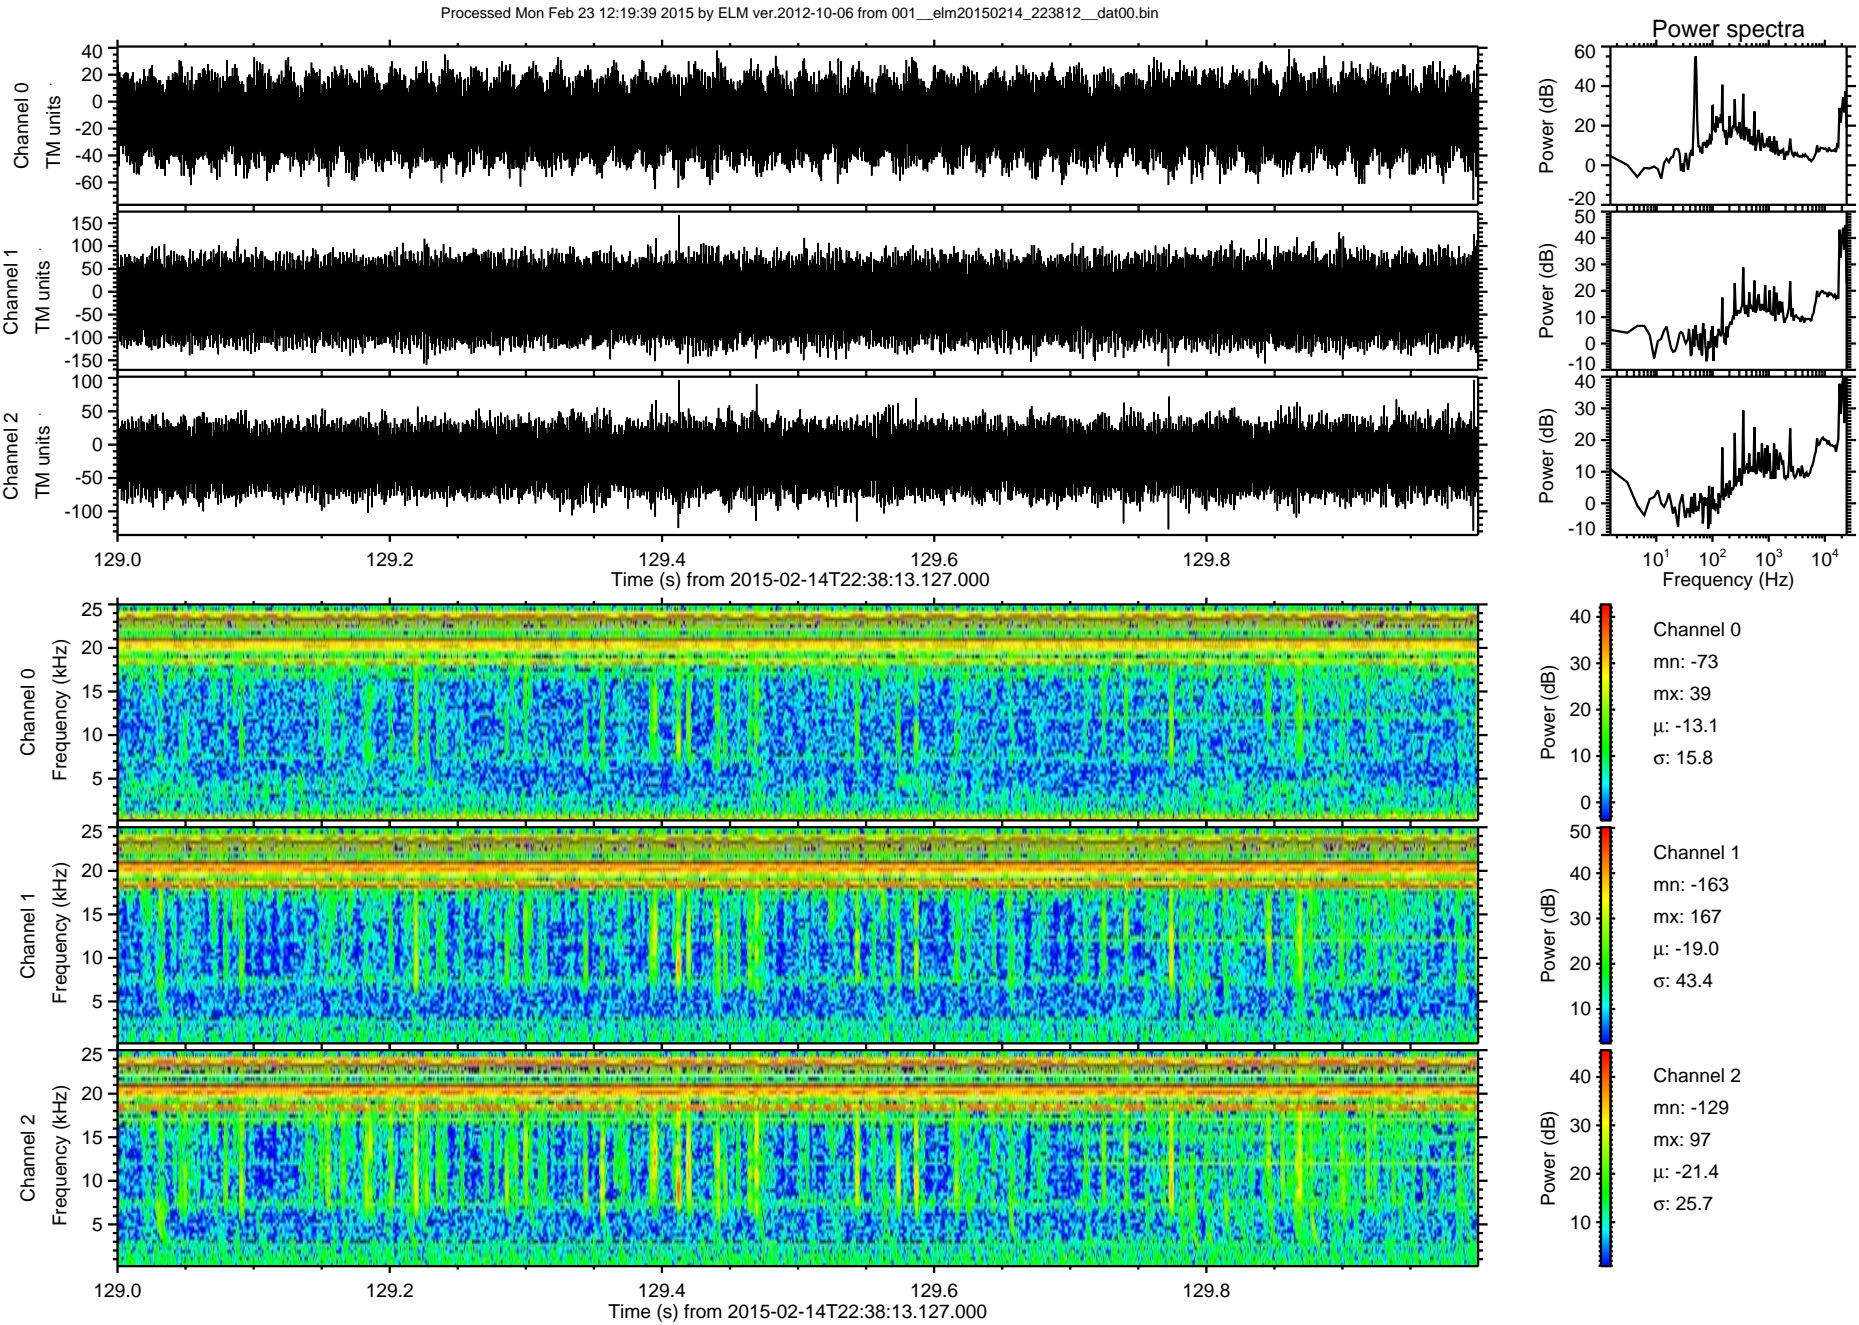 Processed Mon Feb 23 12:19:39 2015 by ELM ver.2012-10-06 from 001__elm20150214_223812__dat00.bin
Power spectra
Channel 0
TM units
40
20
0
-20
-40
-60
Power (dB)
60
40
20
0
-20
Channel 1
TM units
150
100
50
0
-50
-100
-150
Power (dB)
50
40
30
20
10
0
-10
Channel 2
TM units
100
50
0
-50
-100
Power (dB)
40
30
20
10
0
-10
129.0 129.2 129.4 129.6 129.8
Time (s) from 2015-02-14T22:38:13.127.000
10^1 10^2 10^3 10^4
Frequency (Hz)
Channel 0
Frequency (kHz)
25
20
15
10
5
Power (dB)
40
30
20
10
0
Channel 0
mn: -73
mx: 39
μ: -13.1
σ: 15.8
Channel 1
Frequency (kHz)
25
20
15
10
5
Power (dB)
50
40
30
20
10
Channel 1
mn: -163
mx: 167
μ: -19.0
σ: 43.4
Channel 2
Frequency (kHz)
25
20
15
10
5
Power (dB)
40
30
20
10
Channel 2
mn: -129
mx: 97
μ: -21.4
σ: 25.7
129.0 129.2 129.4 129.6 129.8
Time (s) from 2015-02-14T22:38:13.127.000